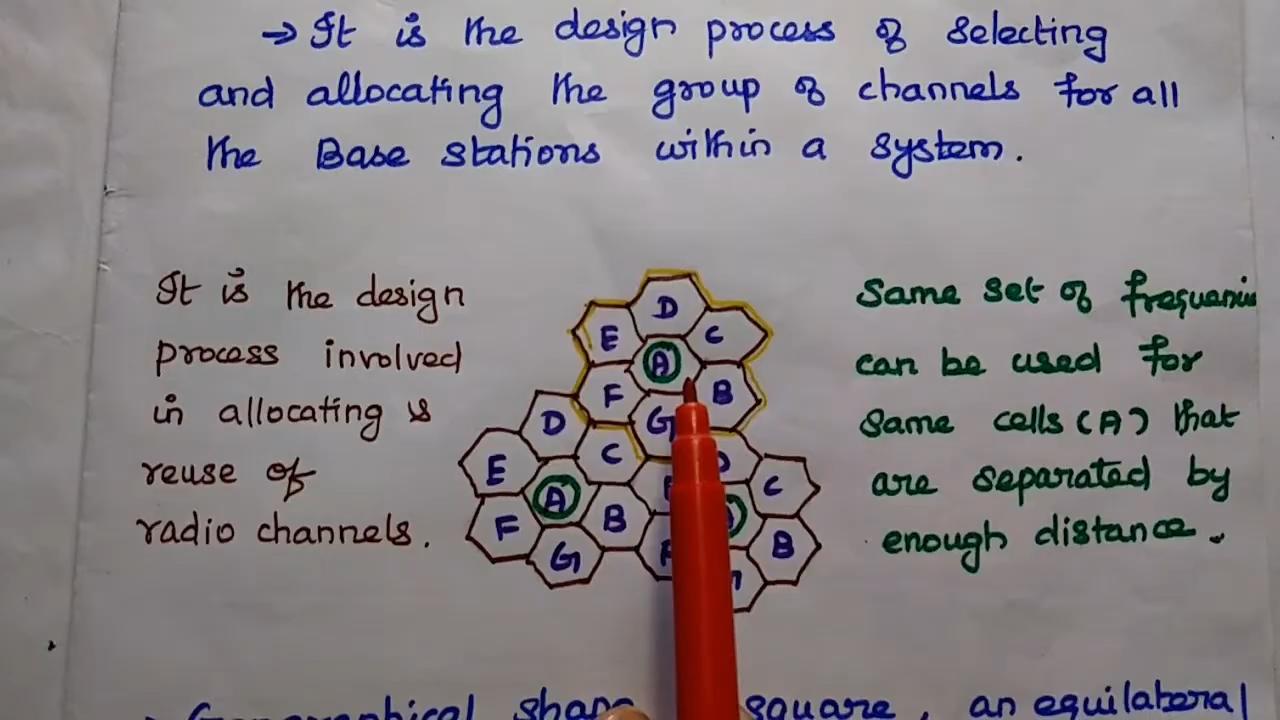 → It is the design process of selecting
and allocating the group of channels for all
the Base stations within a system.
It is the design
process involved
in allocating is
reuse of
radio channels.
D
E C
A
F B
G
D
C D
E C
A
B
F B
G
Same set of
can be used for
same cells (A) that
are separated by
enough distance.
Geographical square, an equilateral